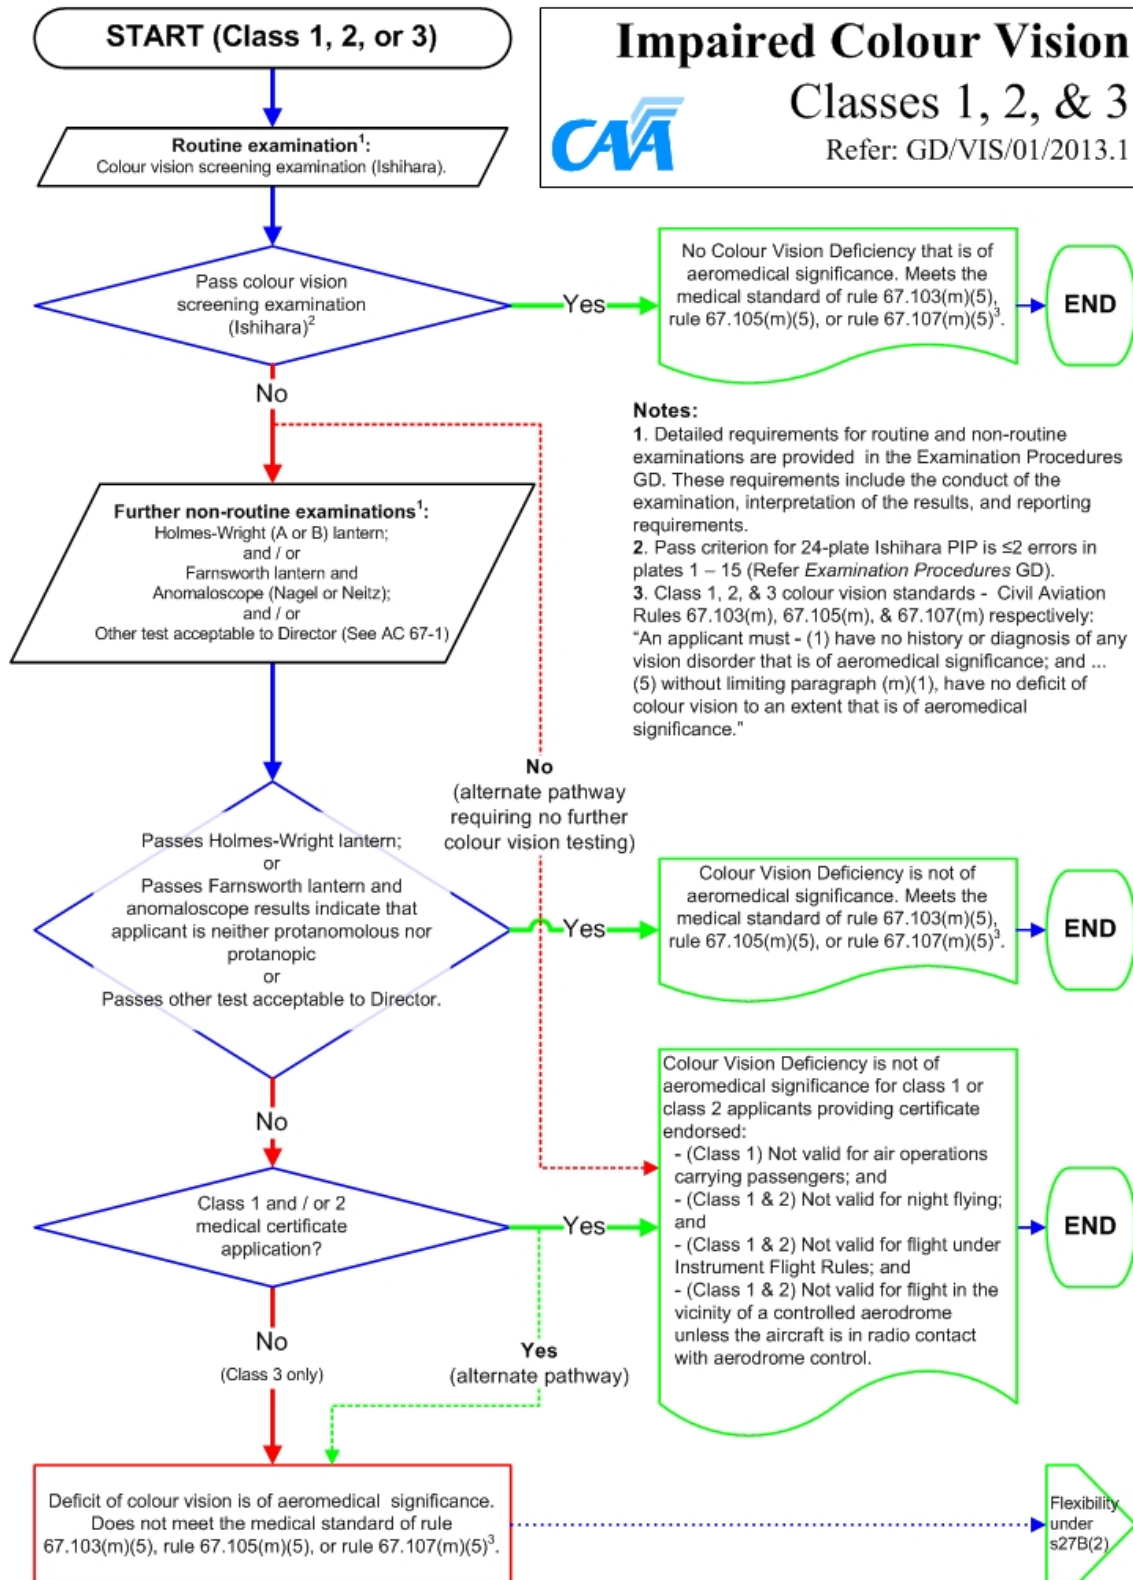 START (Class 1, 2, or 3)
Impaired Colour Vision
Classes 1, 2, & 3
Refer: GD/VIS/01/2013.1
CAA
Routine examination1:
Colour vision screening examination (Ishihara).
Pass colour vision
screening examination
(Ishihara)2
Yes
No Colour Vision Deficiency that is of
aeromedical significance. Meets the
medical standard of rule 67.103(m)(5),
rule 67.105(m)(5), or rule 67.107(m)(5)3.
END
No
Notes:
1. Detailed requirements for routine and non-routine
examinations are provided in the Examination Procedures
GD. These requirements include the conduct of the
examination, interpretation of the results, and reporting
requirements.
2. Pass criterion for 24-plate Ishihara PIP is ≤2 errors in
plates 1 – 15 (Refer Examination Procedures GD).
3. Class 1, 2, & 3 colour vision standards - Civil Aviation
Rules 67.103(m), 67.105(m), & 67.107(m) respectively:
“An applicant must - (1) have no history or diagnosis of any
vision disorder that is of aeromedical significance; and ...
(5) without limiting paragraph (m)(1), have no deficit of
colour vision to an extent that is of aeromedical
significance.”
Further non-routine examinations1:
Holmes-Wright (A or B) lantern;
and / or
Farnsworth lantern and
Anomaloscope (Nagel or Neitz);
and / or
Other test acceptable to Director (See AC 67-1)
No
(alternate pathway
requiring no further
colour vision testing)
Passes Holmes-Wright lantern;
or
Passes Farnsworth lantern and
anomaloscope results indicate that
applicant is neither protanomolous nor
protanopic
or
Passes other test acceptable to Director.
Yes
Colour Vision Deficiency is not of
aeromedical significance. Meets the
medical standard of rule 67.103(m)(5),
rule 67.105(m)(5), or rule 67.107(m)(5)3.
END
No
Class 1 and / or 2
medical certificate
application?
Yes
Colour Vision Deficiency is not of
aeromedical significance for class 1 or
class 2 applicants providing certificate
endorsed:
- (Class 1) Not valid for air operations
carrying passengers; and
- (Class 1 & 2) Not valid for night flying;
and
- (Class 1 & 2) Not valid for flight under
Instrument Flight Rules; and
- (Class 1 & 2) Not valid for flight in the
vicinity of a controlled aerodrome
unless the aircraft is in radio contact
with aerodrome control.
END
No
(Class 3 only)
Yes
(alternate pathway)
Deficit of colour vision is of aeromedical significance.
Does not meet the medical standard of rule
67.103(m)(5), rule 67.105(m)(5), or rule 67.107(m)(5)3.
Flexibility
under
s27B(2)